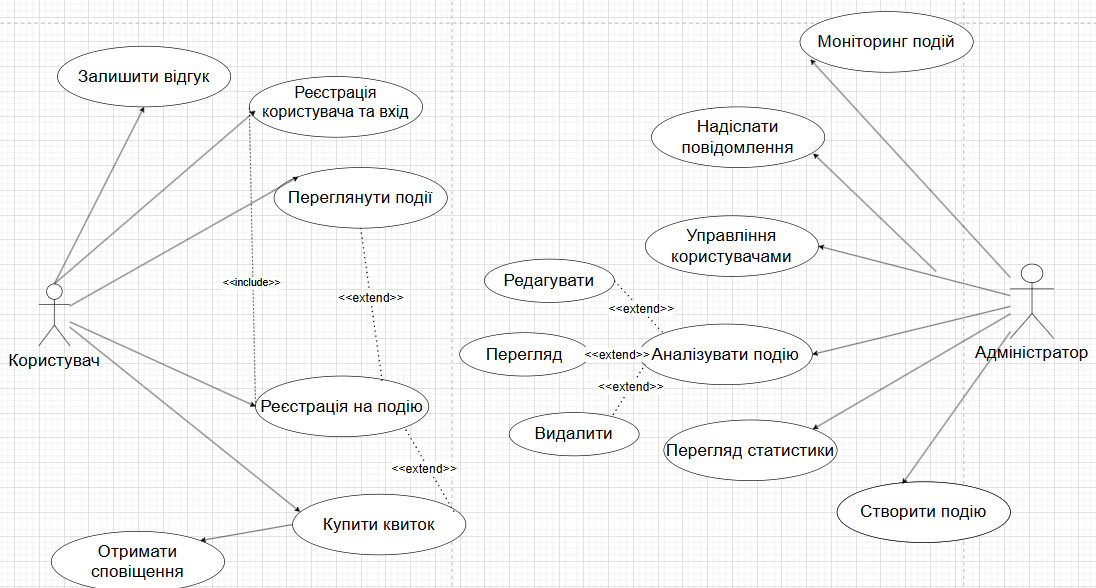 Моніторинг подій
Залишити відгук
Реєстрація
користувача та вхід
Надіслати
повідомлення
Переглянути події
Управління
користувачами
<<include>>
<<extend>>
Редагувати
<<extend>>
Користувач
Перегляд
<<extend>>
Аналізувати подію
Адміністратор
<<extend>>
Реєстрація на подію
Видалити
Перегляд статистики
<<extend>>
Купити квиток
Створити подію
Отримати
сповіщення